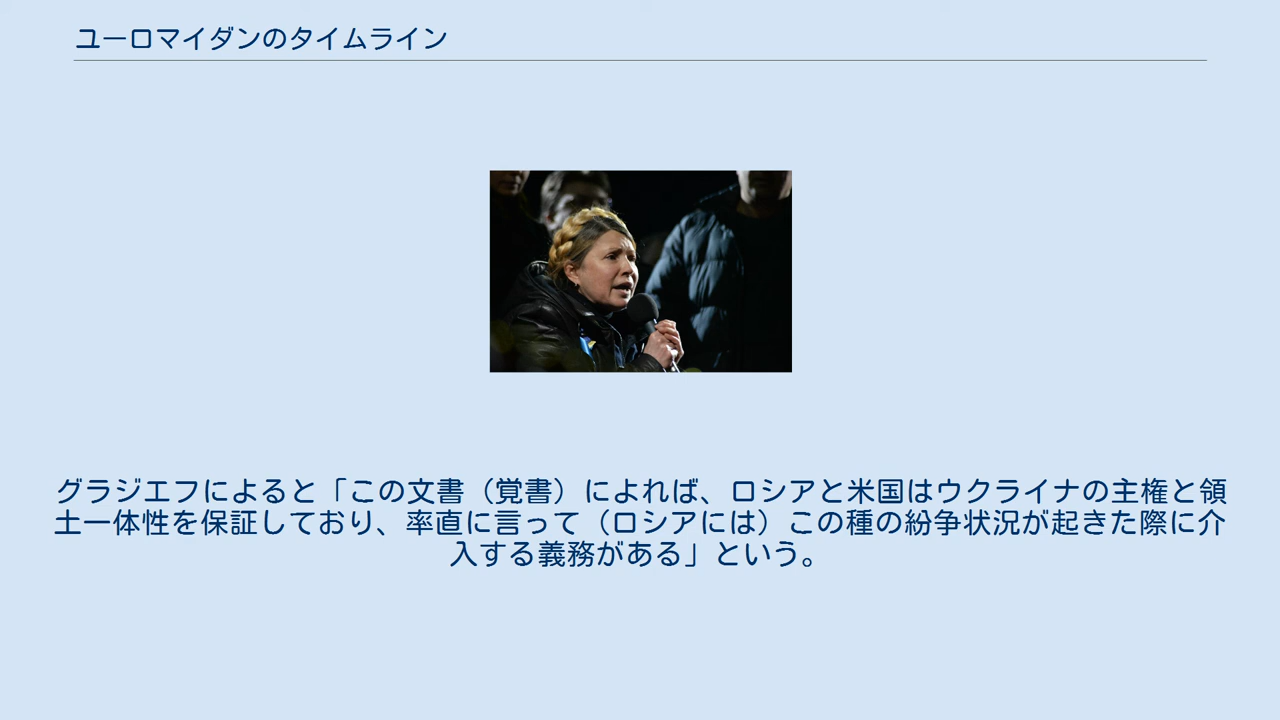 ユーロマイダンのタイムライン
グラジエフによると「この文書（覚書）によれば、ロシアと米国はウクライナの主権と領
土一体性を保証しており、率直に言って（ロシアには）この種の紛争状況が起きた際に介
入する義務がある」という。